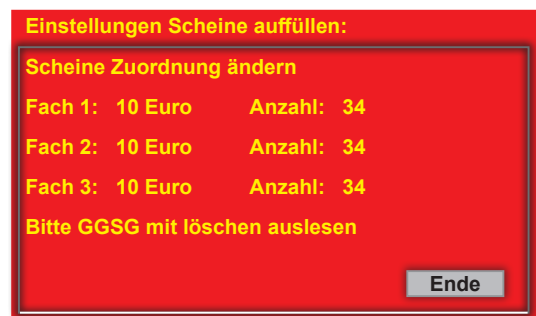 Einstellungen Scheine auffüllen:
Scheine Zuordnung ändern
Fach 1: 10 Euro Anzahl: 34
Fach 2: 10 Euro Anzahl: 34
Fach 3: 10 Euro Anzahl: 34
Bitte GGSG mit löschen auslesen
Ende